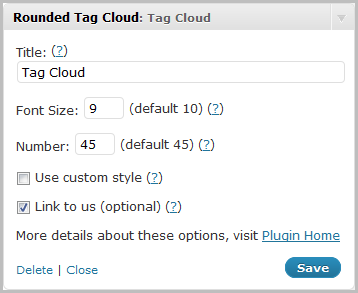 Rounded Tag Cloud: Tag Cloud
Title: (?)
Tag Cloud
Font Size: 9 (default 10) (?)
Number: 45 (default 45) (?)
Use custom style (?)
Link to us (optional) (?)
More details about these options, visit Plugin Home
Delete | Close Save